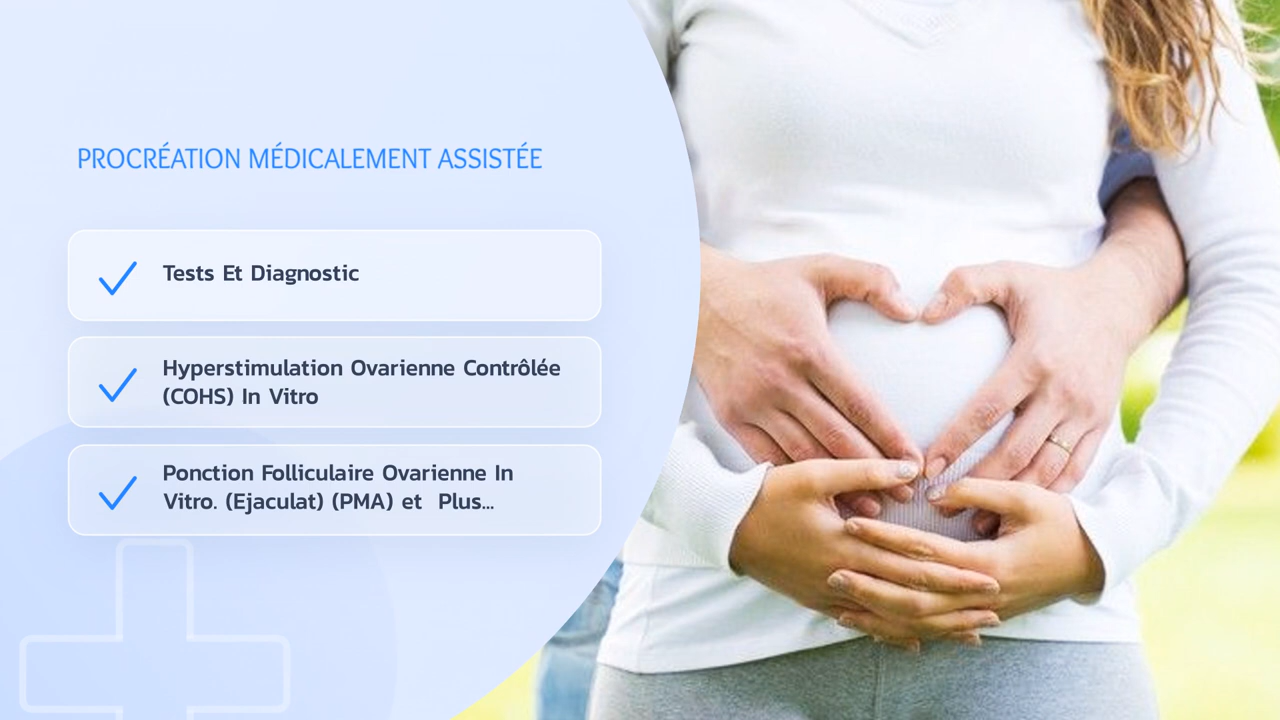 PROCRÉATION MÉDICALEMENT ASSISTÉE
Tests Et Diagnostic
Hyperstimulation Ovarienne Contrôlée
(COHS) In Vitro
Ponction Folliculaire Ovarienne In
Vitro. (Ejaculat) (PMA) et  Plus...